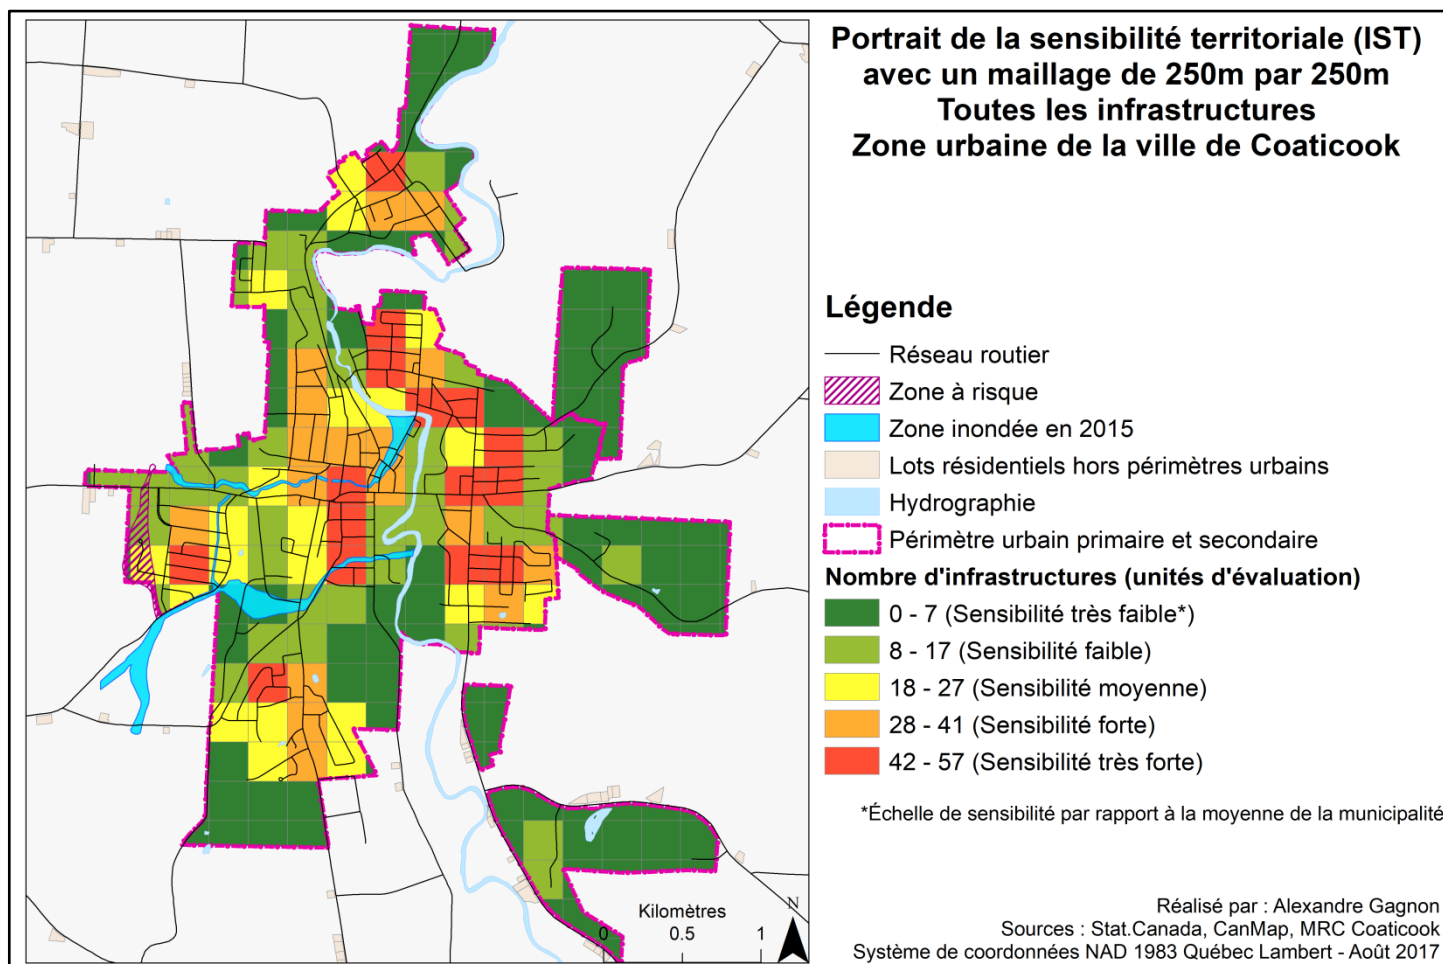 Portrait de la sensibilité territoriale (IST)
avec un maillage de 250m par 250m
Toutes les infrastructures
Zone urbaine de la ville de Coaticook
Légende
Réseau routier
Zone à risque
Zone inondée en 2015
Lots résidentiels hors périmètres urbains
Hydrographie
Périmètre urbain primaire et secondaire
Nombre d'infrastructures (unités d'évaluation)
0 - 7 (Sensibilité très faible*)
8 - 17 (Sensibilité faible)
18 - 27 (Sensibilité moyenne)
28 - 41 (Sensibilité forte)
42 - 57 (Sensibilité très forte)
*Échelle de sensibilité par rapport à la moyenne de la municipalité
Kilomètres
0 0.5 1
N
Réalisé par : Alexandre Gagnon
Sources : Stat.Canada, CanMap, MRC Coaticook
Système de coordonnées NAD 1983 Québec Lambert - Août 2017